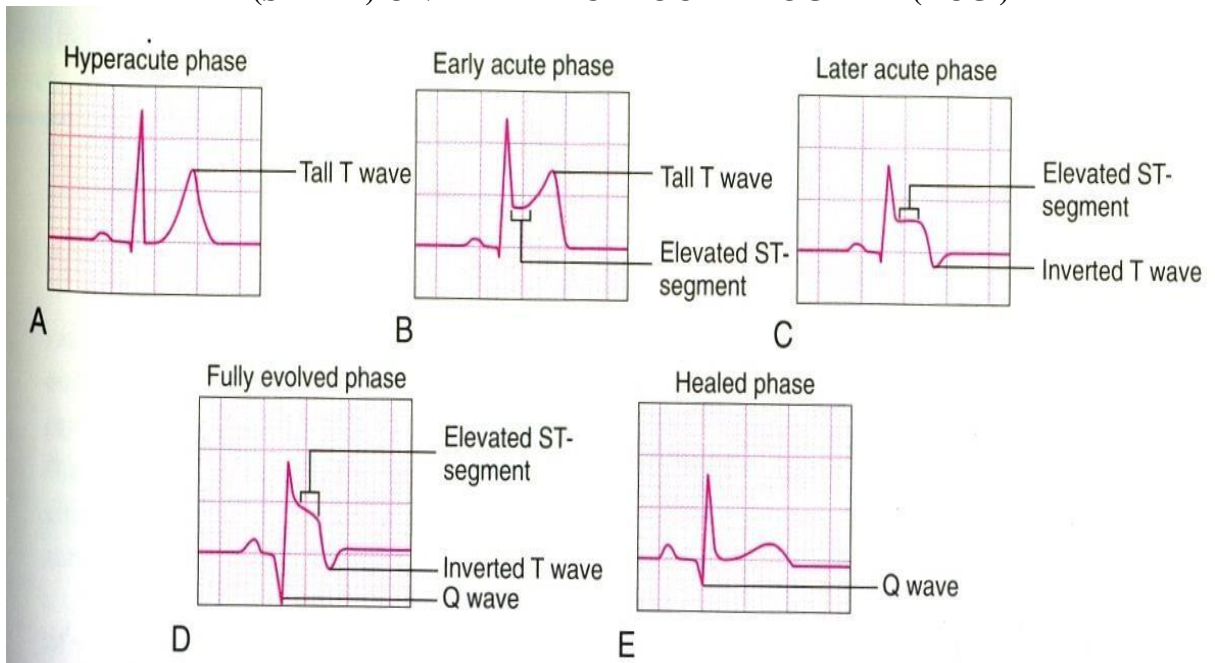 Hyperacute phase
Tall T wave
A
Early acute phase
Tall T wave
Elevated ST-
segment
B
Later acute phase
Elevated ST-
segment
Inverted T wave
C
Fully evolved phase
Elevated ST-
segment
Inverted T wave
Q wave
D
Healed phase
Q wave
E